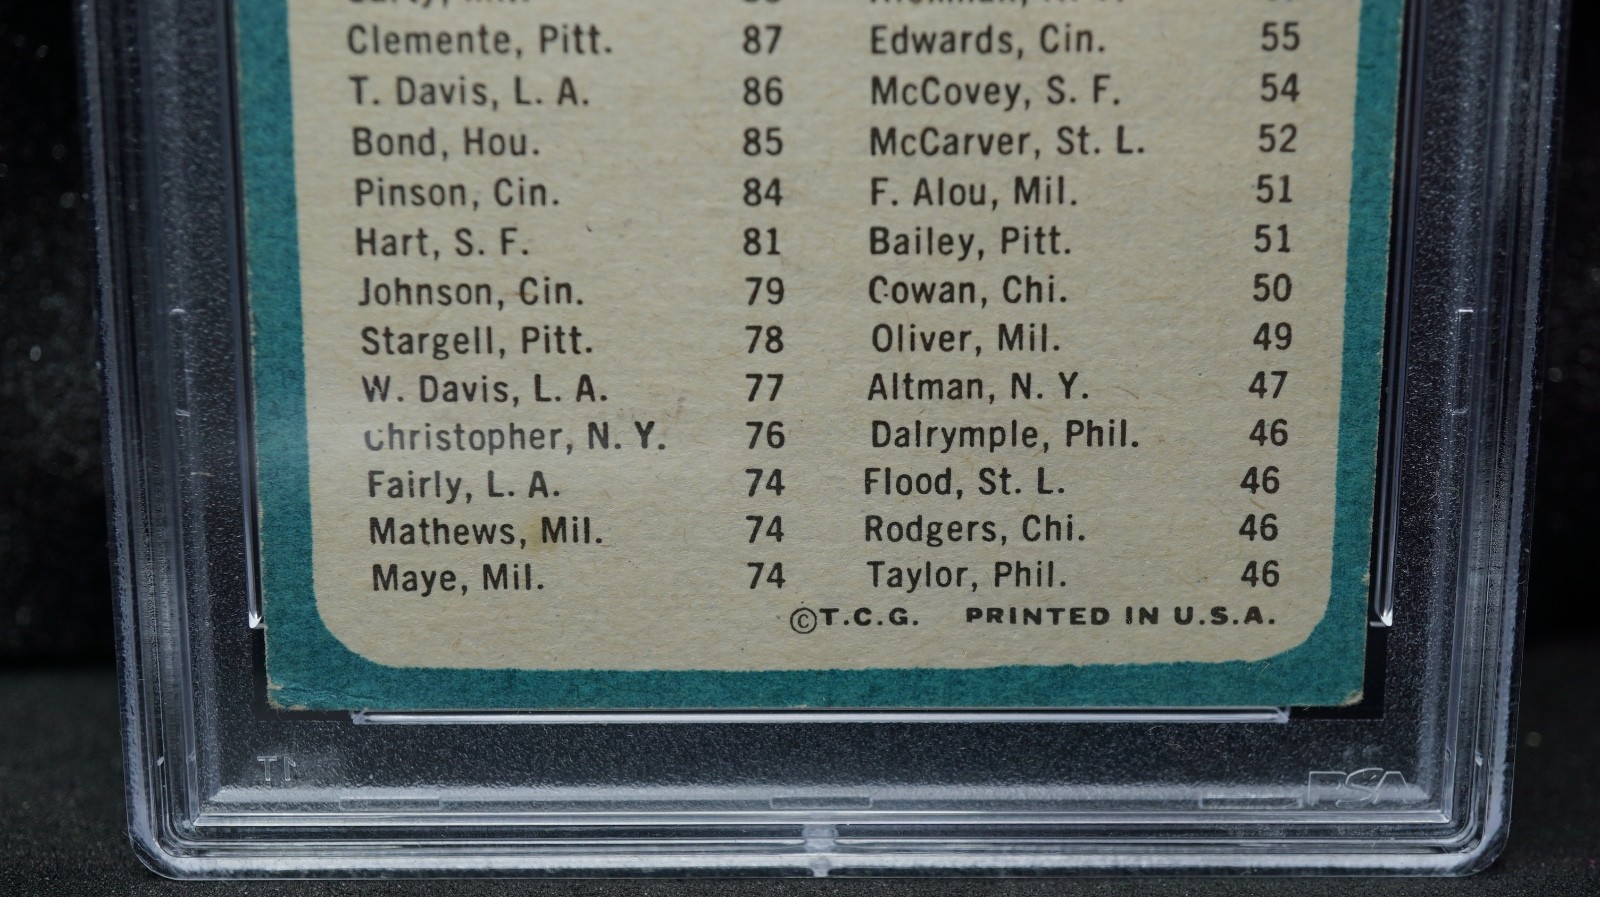 Clemente, Pitt. 87 Edwards, Cin. 55
T. Davis, L. A. 86 McCovey, S. F. 54
Bond, Hou. 85 McCarver, St. L. 52
Pinson, Cin. 84 F. Alou, Mil. 51
Hart, S. F. 81 Bailey, Pitt. 51
Johnson, Cin. 79 Cowan, Chi. 50
Stargell, Pitt. 78 Oliver, Mil. 49
W. Davis, L. A. 77 Altman, N. Y. 47
Christopher, N. Y. 76 Dalrymple, Phil. 46
Fairly, L. A. 74 Flood, St. L. 46
Mathews, Mil. 74 Rodgers, Chi. 46
Maye, Mil. 74 Taylor, Phil. 46
©T.C.G. PRINTED IN U.S.A.
PSA